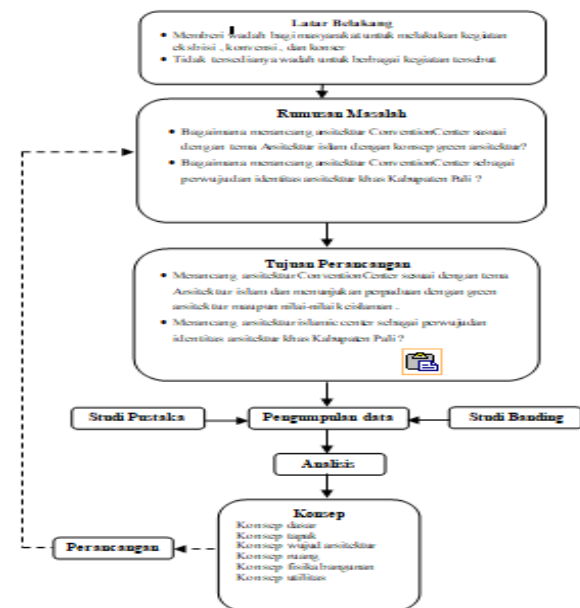 Latar Belakang
• Memberi wadah bagi masyarakat untuk melakukan kegiatan
eksbisi , konvensi , dan konser
• Tidak tersedianya wadah untuk berbagai kegiatan tersebut
Rumusan Masalah
• Bagaimana merancang arsitektur ConventionCenter sesuai
dengan tema Arsitektur islam dengan konsep green arsitektur?
• Bagaimana merancang arsitektur ConventionCenter sebagai
perwujudan identitas arsitektur khas Kabupaten Pali ?
Tujuan Perancangan
• Merancang arsitektur ConventionCenter sesuai dengan tema
Arsitektur islam dan menunjukan perpaduan dengan green
arsitektur maupun nilai-nilai keislaman .
• Merancang arsitektur islamic center sebagai perwujudan
identitas arsitektur khas Kabupaten Pali ?
Studi Pustaka
Pengumpulan data
Studi Banding
Analisis
Konsep
Konsep dasar
Konsep tapak
Konsep wujud arsitektur
Konsep ruang
Konsep fisika bangunan
Konsep utilitas
Perancangan